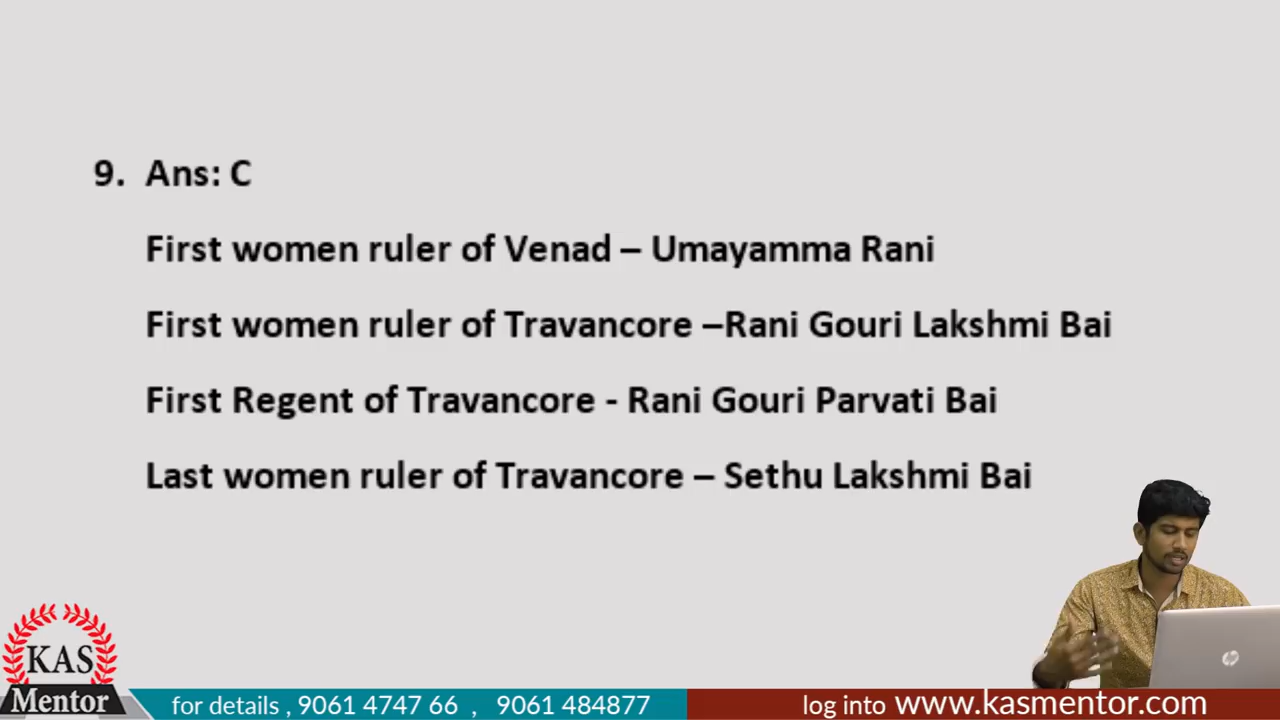 9. Ans: C
First women ruler of Venad – Umayamma Rani
First women ruler of Travancore –Rani Gouri Lakshmi Bai
First Regent of Travancore - Rani Gouri Parvati Bai
Last women ruler of Travancore – Sethu Lakshmi Bai
KAS
Mentor
for details , 9061 4747 66 , 9061 484877
log into www.kasmentor.com
hp